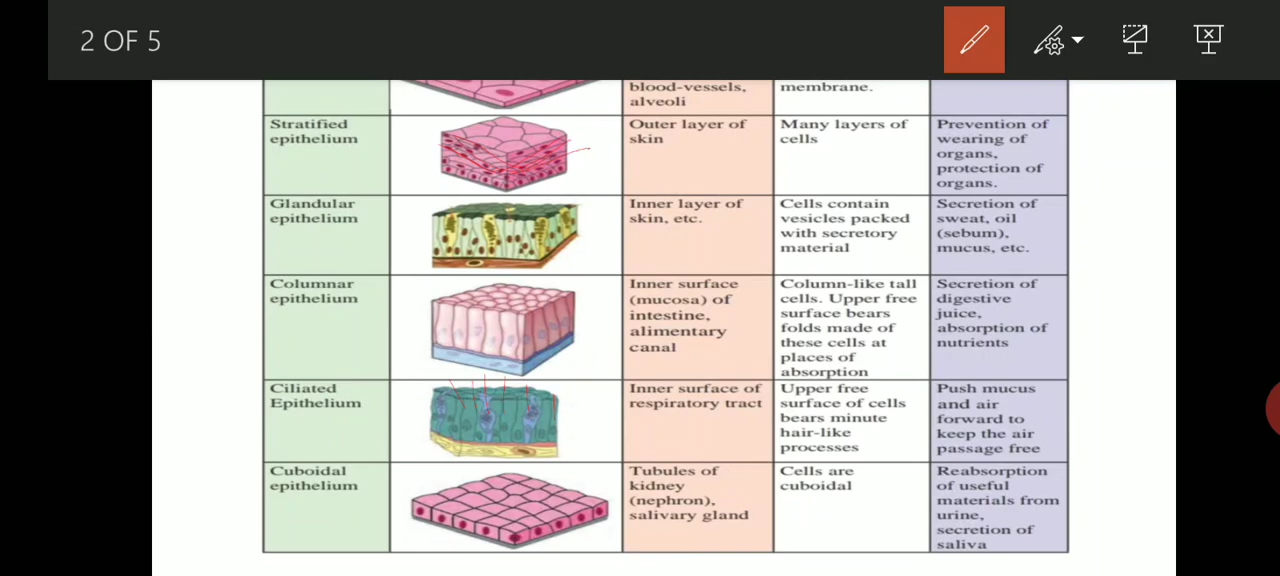 2 OF 5
blood-vessels,
alveoli
membrane.
Stratified
epithelium
Outer layer of
skin
Many layers of
cells
Prevention of
wearing of
organs,
protection of
organs.
Glandular
epithelium
Inner layer of
skin, etc.
Cells contain
vesicles packed
with secretory
material
Secretion of
sweat, oil
(sebum),
mucus, etc.
Columnar
epithelium
Inner surface
(mucosa) of
intestine,
alimentary
canal
Column-like tall
cells. Upper free
surface bears
folds made of
these cells at
places of
absorption
Secretion of
digestive
juice,
absorption of
nutrients
Ciliated
Epithelium
Inner surface of
respiratory tract
Upper free
surface of cells
bears minute
hair-like
processes
Push mucus
and air
forward to
keep the air
passage free
Cuboidal
epithelium
Tubules of
kidney
(nephron),
salivary gland
Cells are
cuboidal
Reabsorption
of useful
materials from
urine,
secretion of
saliva